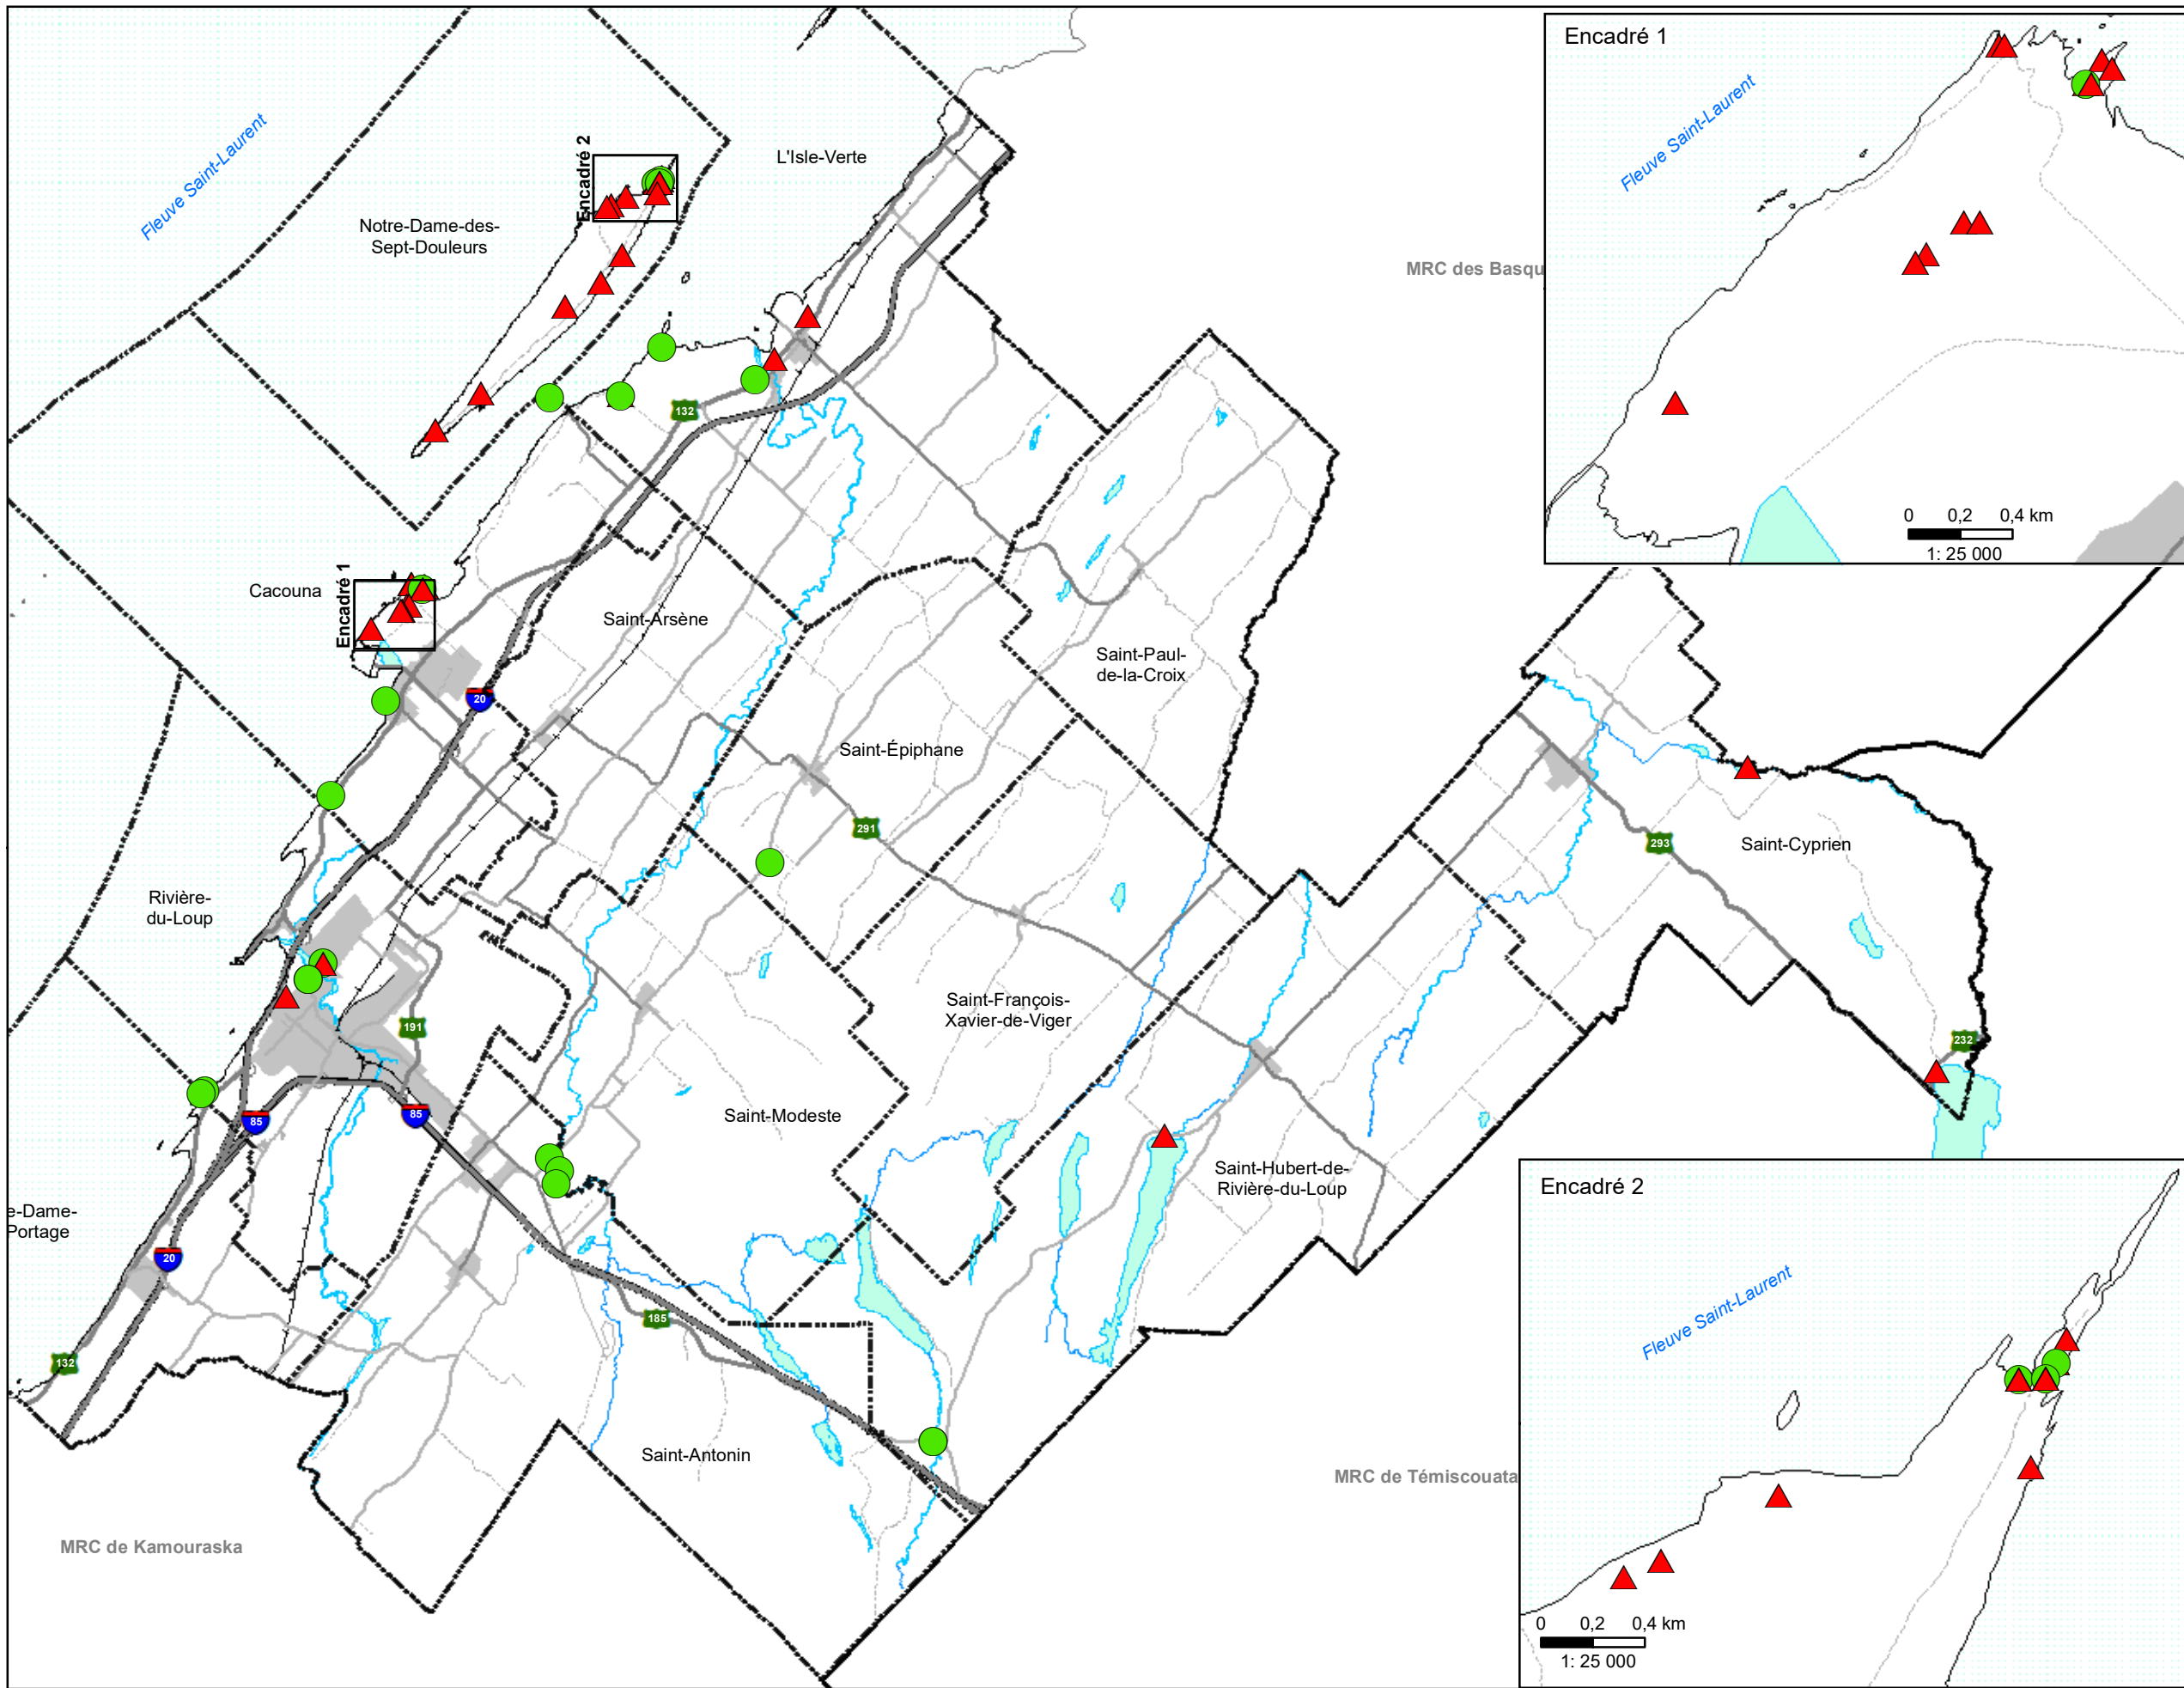 Encadré 1
Fleuve Saint-Laurent
0 0,2 0,4 km
1: 25 000
Fleuve Saint-Laurent
Encadré 2
L'Isle-Verte
Notre-Dame-des-
Sept-Douleurs
MRC des Basqu
132
Cacouna
Encadré 1
Saint-Arsène
20
Saint-Paul-
de-la-Croix
Saint-Épiphane
291
293
Saint-Cyprien
Rivière-
du-Loup
191
Saint-François-
Xavier-de-Viger
232
85
85
Saint-Modeste
Saint-Hubert-de-
Rivière-du-Loup
e-Dame-
Portage
20
185
132
Saint-Antonin
MRC de Témiscouata
MRC de Kamouraska
Encadré 2
Fleuve Saint-Laurent
0 0,2 0,4 km
1: 25 000